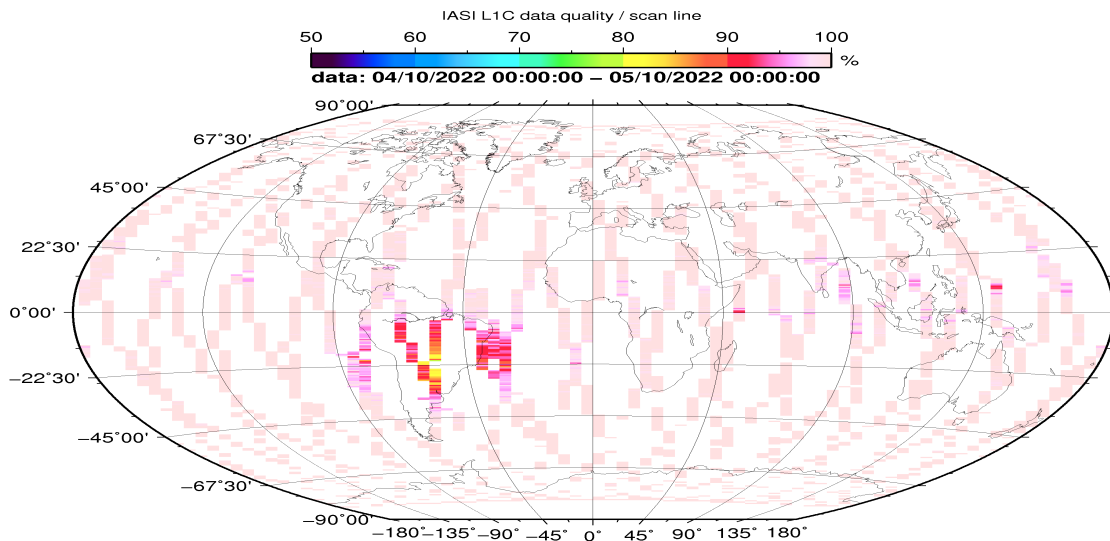 IASI L1C data quality / scan line
50 60 70 80 90 100
%
data: 04/10/2022 00:00:00 − 05/10/2022 00:00:00
90°00'
67°30'
45°00'
22°30'
0°00'
−22°30'
−45°00'
−67°30'
−90°00'
−180°−135° −90° −45° 0° 45° 90° 135° 180°